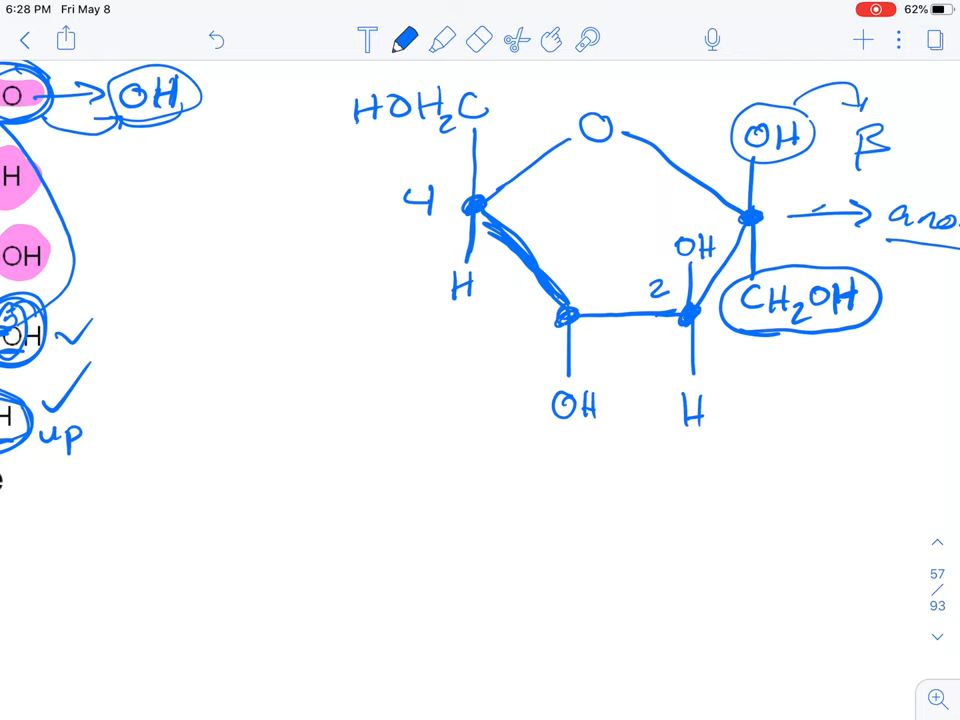 6:28 PM Fri May 8
62%
T
O OH
HOH2C
O
OH
β
H
4
ano
OH
OH
H
2
CH2OH
OH
OH
H
H
up
e
57
/
93